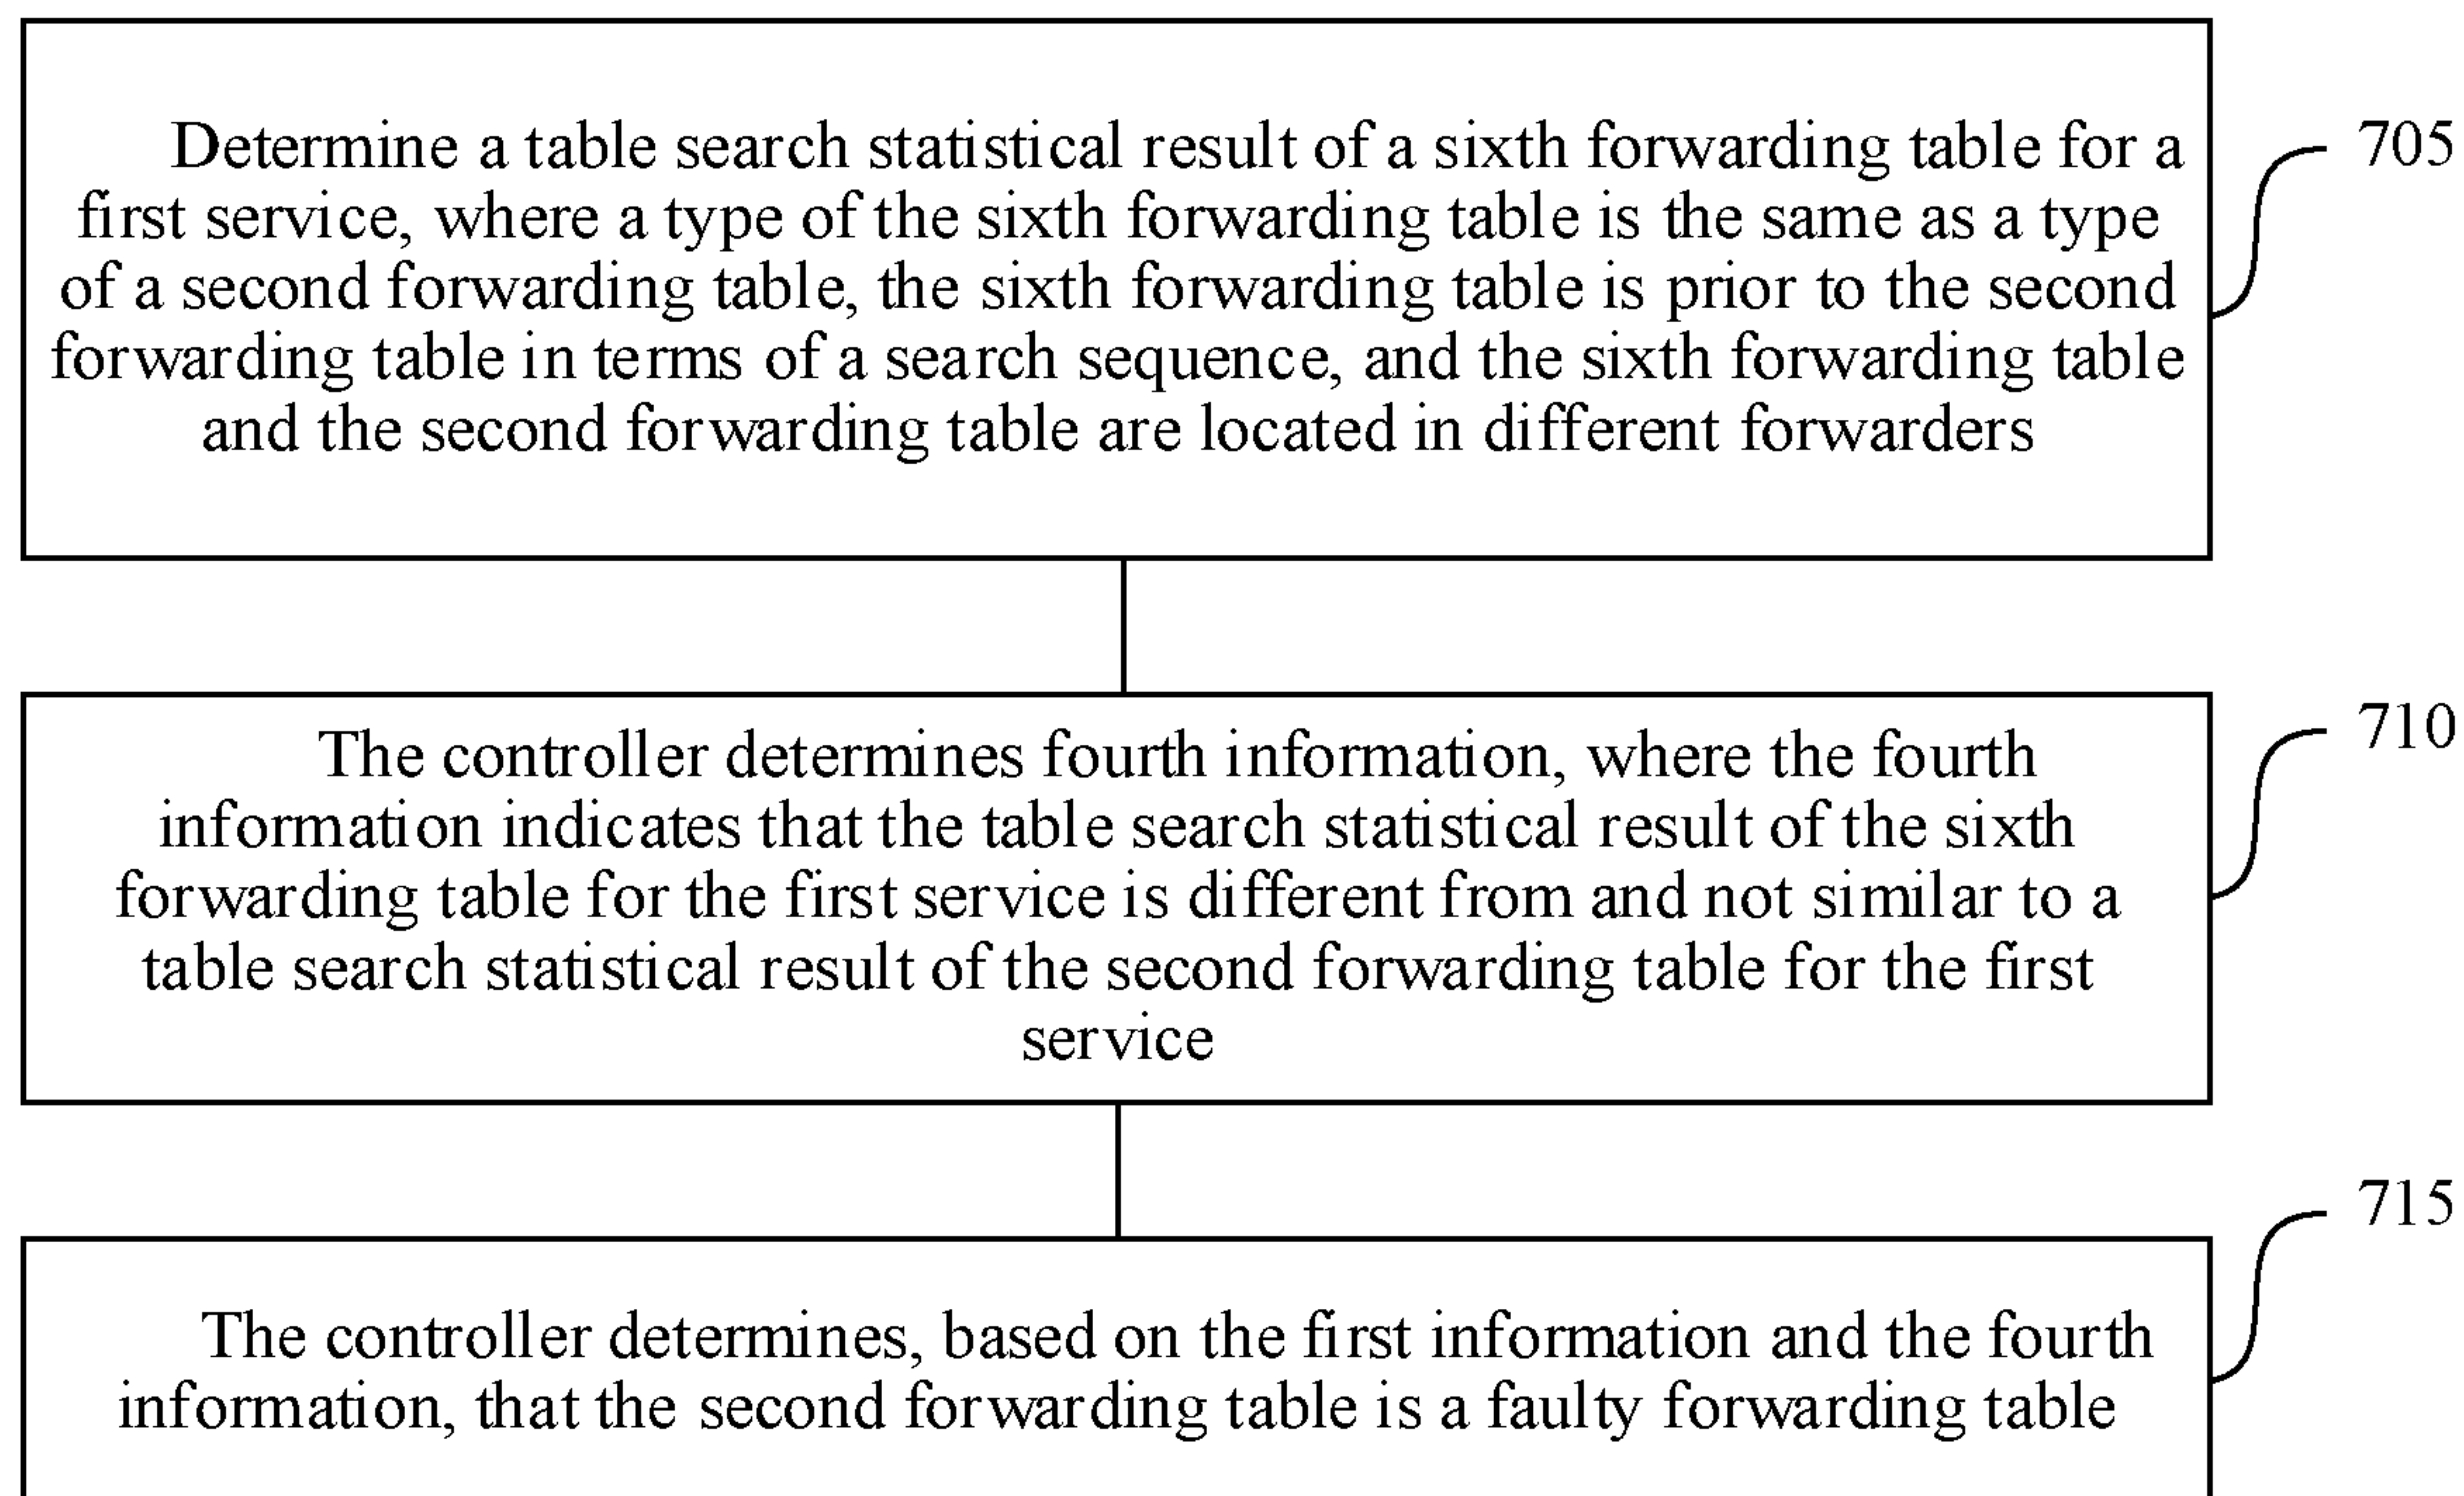 Determine a table search statistical result of a sixth forwarding table for a
first service, where a type of the sixth forwarding table is the same as a type
of a second forwarding table, the sixth forwarding table is prior to the second
forwarding table in terms of a search sequence, and the sixth forwarding table
and the second forwarding table are located in different forwarders
705
The controller determines fourth information, where the fourth
information indicates that the table search statistical result of the sixth
forwarding table for the first service is different from and not similar to a
table search statistical result of the second forwarding table for the first
service
710
The controller determines, based on the first information and the fourth
information, that the second forwarding table is a faulty forwarding table
715